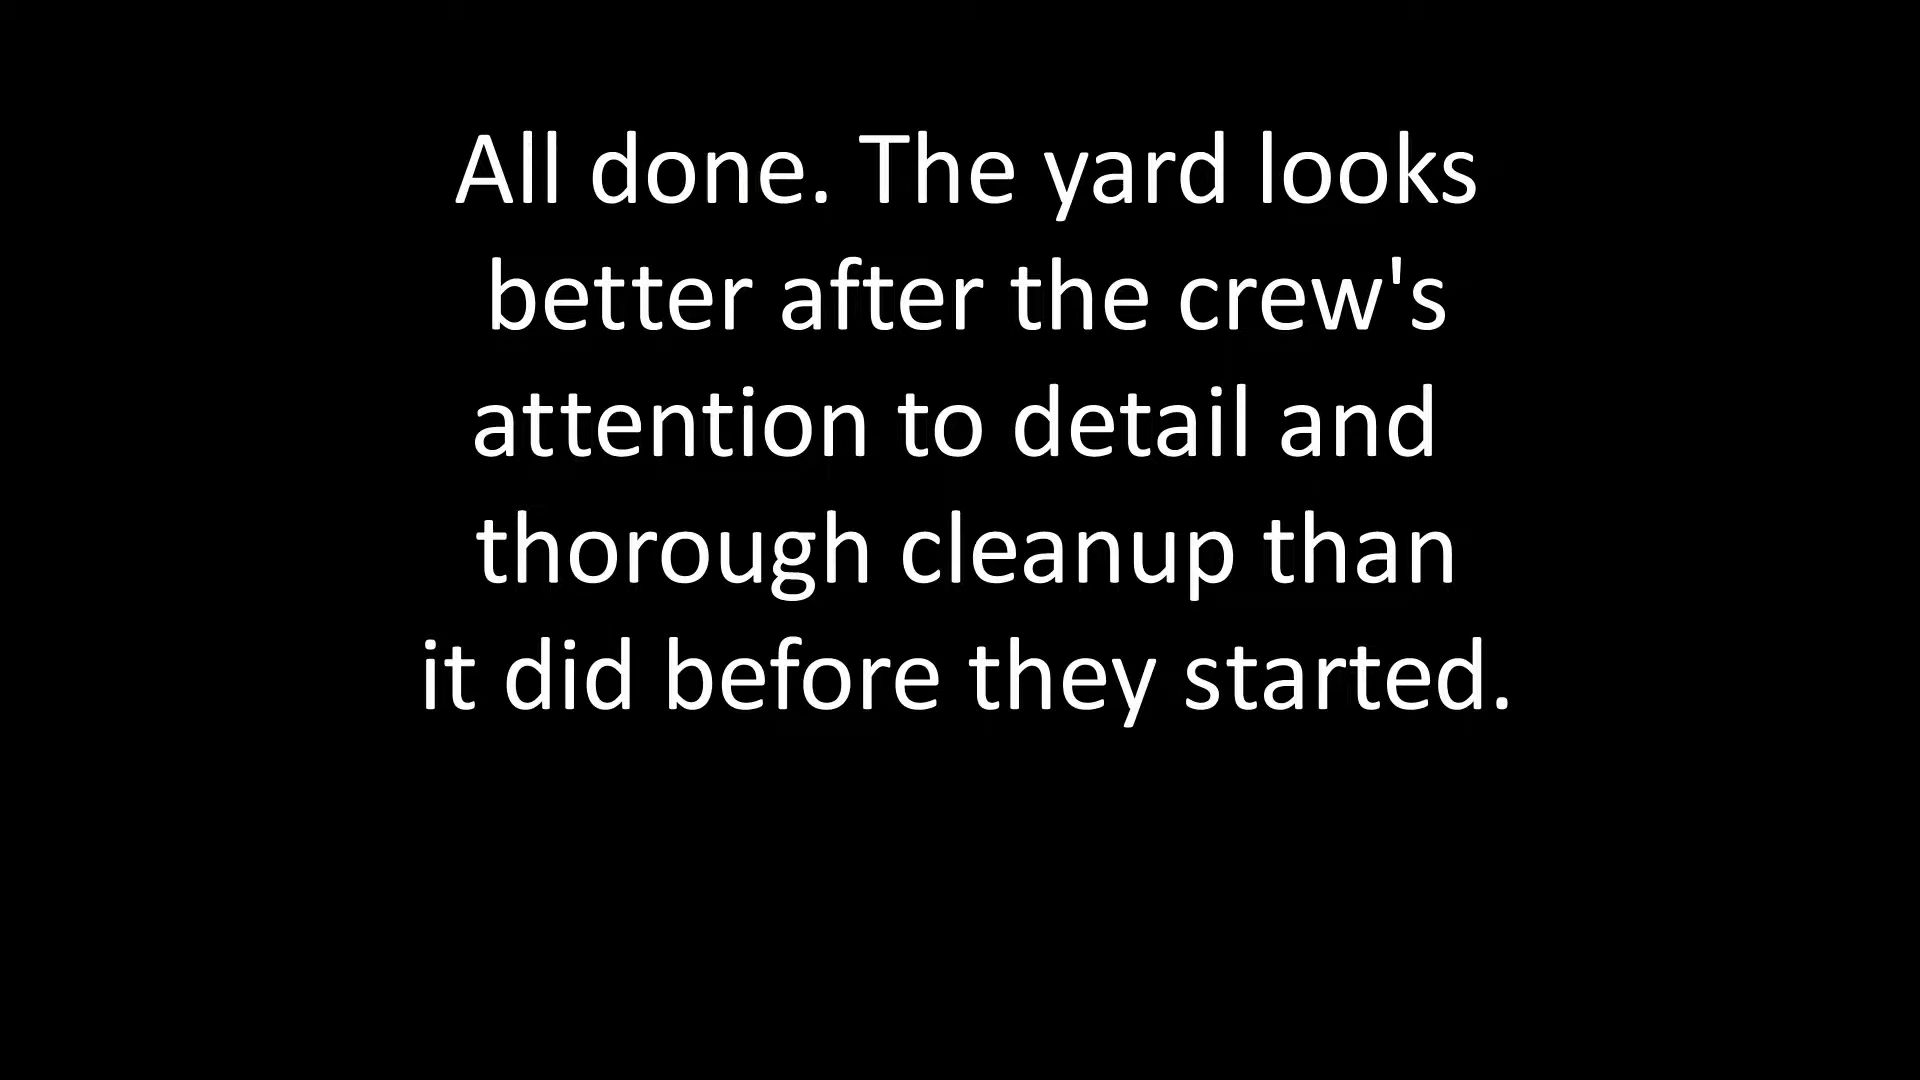 All done. The yard looks
better after the crew's
attention to detail and
thorough cleanup than
it did before they started.